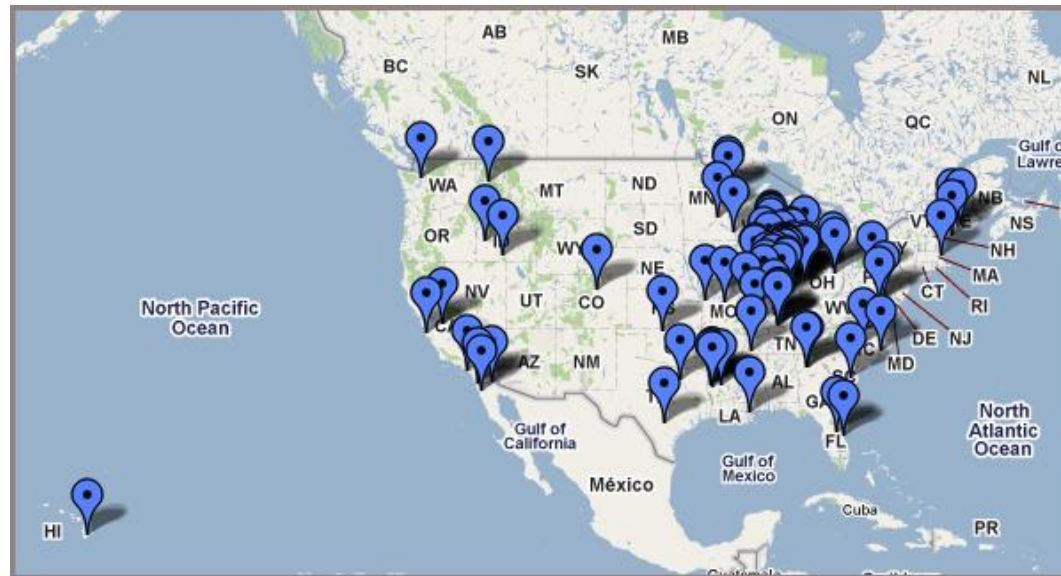 AB
MB
BC
SK
NL
ON
QC
Gulf o
Lawre
WA
MT
ND
MN
NB
NS
OR
SD
WY
NH
NE
OH
MA
NV
UT
CO
MO
WV
CT
RI
North Pacific
Ocean
DE
NJ
MD
TN
AZ
NM
AL
GA
LA
North
Atlantic
Ocean
FL
Gulf of
California
Gulf of
Mexico
México
Cuba
HI
PR